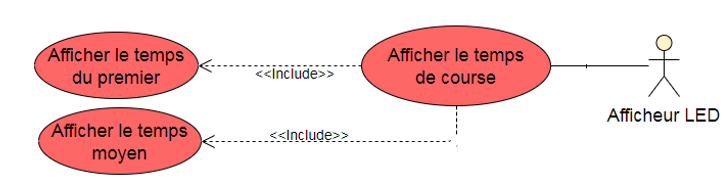 Afficher le temps
du premier
<<Include>>
Afficher le temps
de course
Afficheur LED
Afficher le temps
moyen
<<Include>>